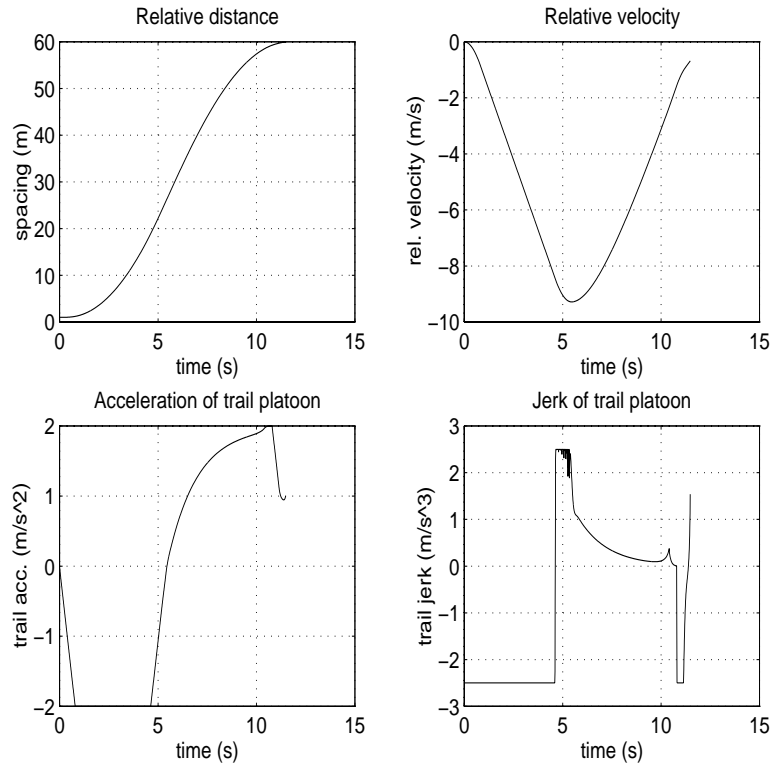 Relative distance
60
50
40
30
20
10
0
0 5 10 15
spacing (m)
time (s)
Relative velocity
0
−2
−4
−6
−8
−10
0 5 10 15
rel. velocity (m/s)
time (s)
Acceleration of trail platoon
2
1
0
−1
−2
0 5 10 15
trail acc. (m/s^2)
time (s)
Jerk of trail platoon
3
2
1
0
−1
−2
−3
0 5 10 15
trail jerk (m/s^3)
time (s)